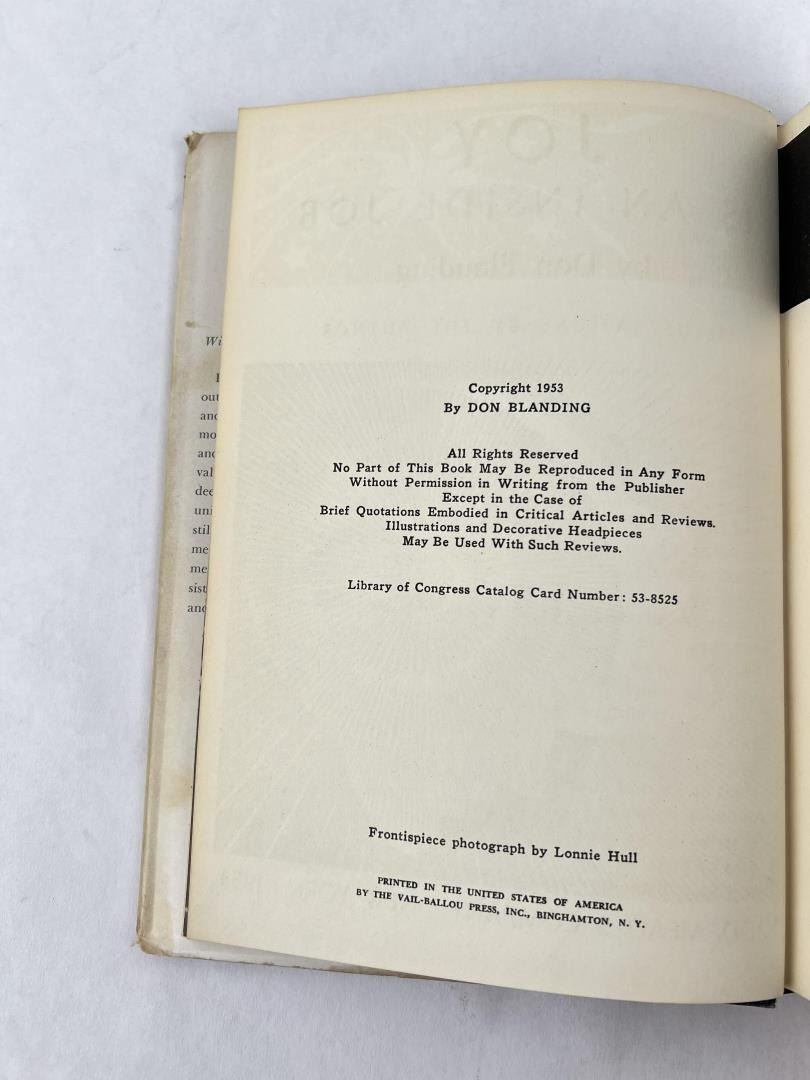 Copyright 1953
By DON BLANDING
All Rights Reserved
No Part of This Book May Be Reproduced in Any Form
Without Permission in Writing from the Publisher
Except in the Case of
Brief Quotations Embodied in Critical Articles and Reviews.
Illustrations and Decorative Headpieces
May Be Used With Such Reviews.
Library of Congress Catalog Card Number: 53-8525
Frontispiece photograph by Lonnie Hull
PRINTED IN THE UNITED STATES OF AMERICA
BY THE VAIL-BALLOU PRESS, INC., BINGHAMTON, N. Y.